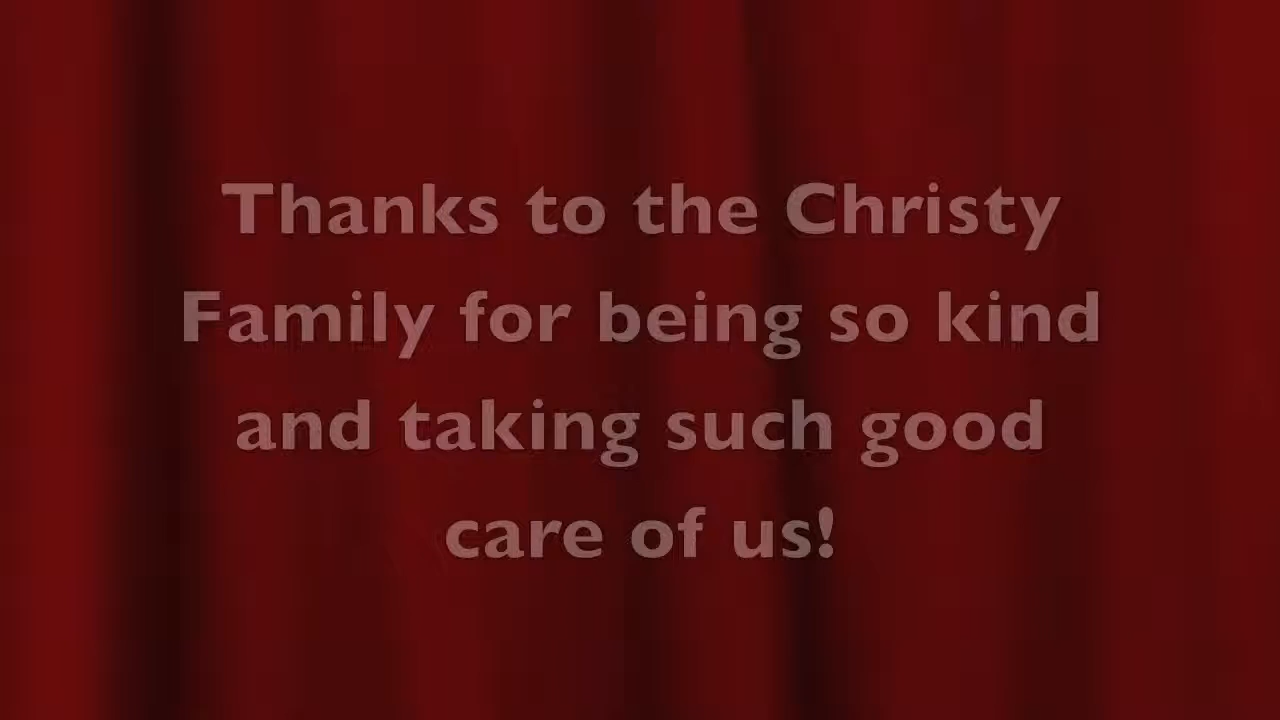 Thanks to the Christy
Family for being so kind
and taking such good
care of us!